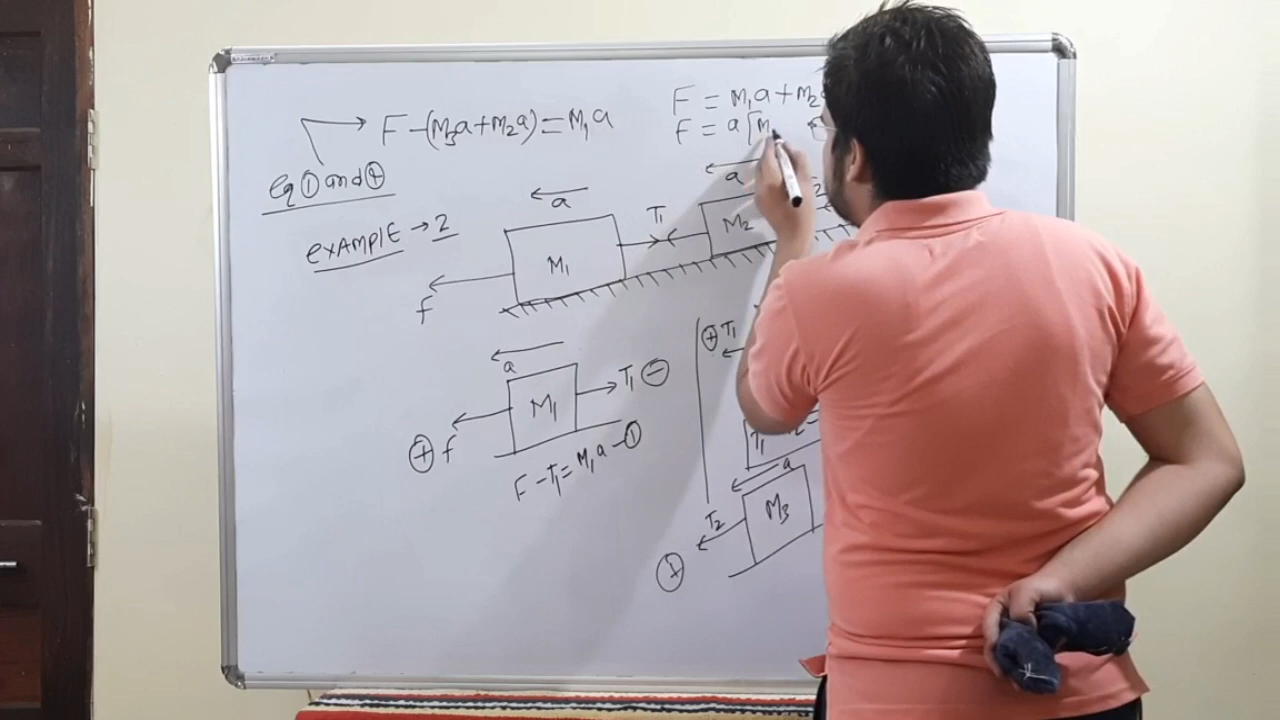 F - (M₃a + M₂a) = M₁a
F = M₁a + M₂
F = a[M
eq ① and ④
EXAMPLE → 2
a
a
T₁
M₁
M₂
f
a
⊕ T₁
M₁
T₁ ⊖
⊕ f
F - T₁ = M₁a - ①
T₁
a
T₂
M₃
⊕